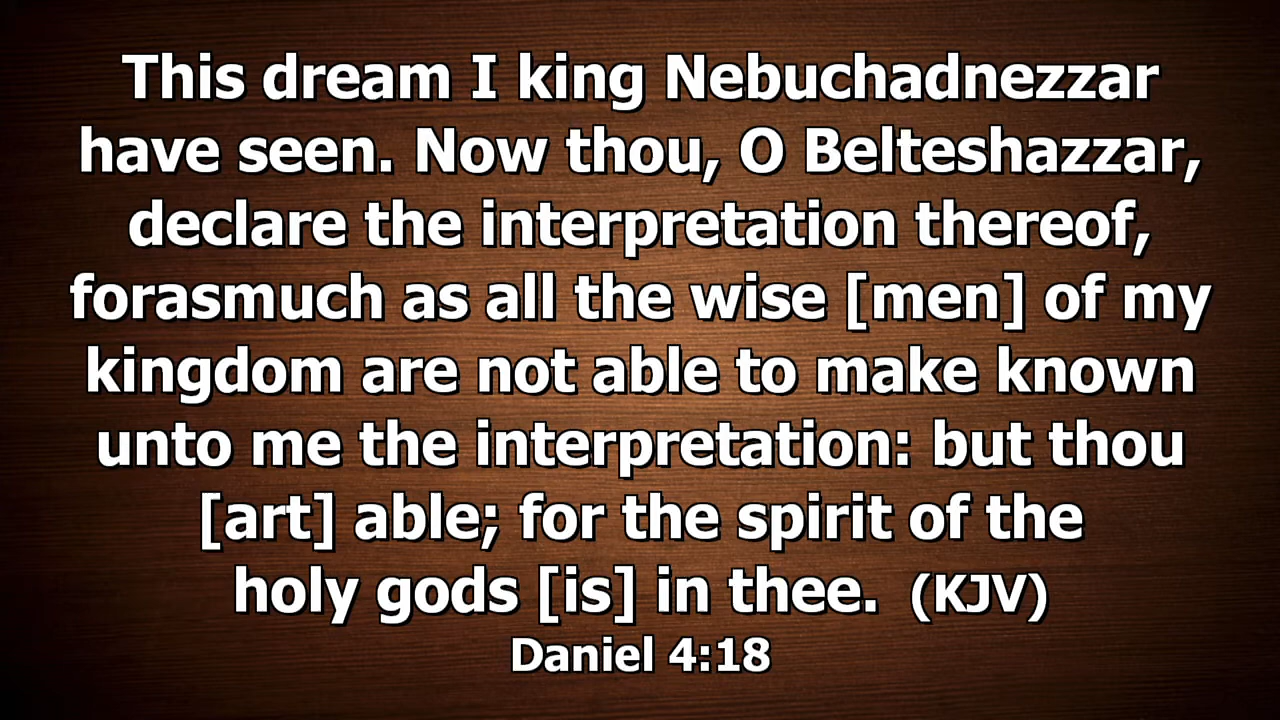 This dream I king Nebuchadnezzar
have seen. Now thou, O Belteshazzar,
declare the interpretation thereof,
forasmuch as all the wise [men] of my
kingdom are not able to make known
unto me the interpretation: but thou
[art] able; for the spirit of the
holy gods [is] in thee. (KJV)
Daniel 4:18